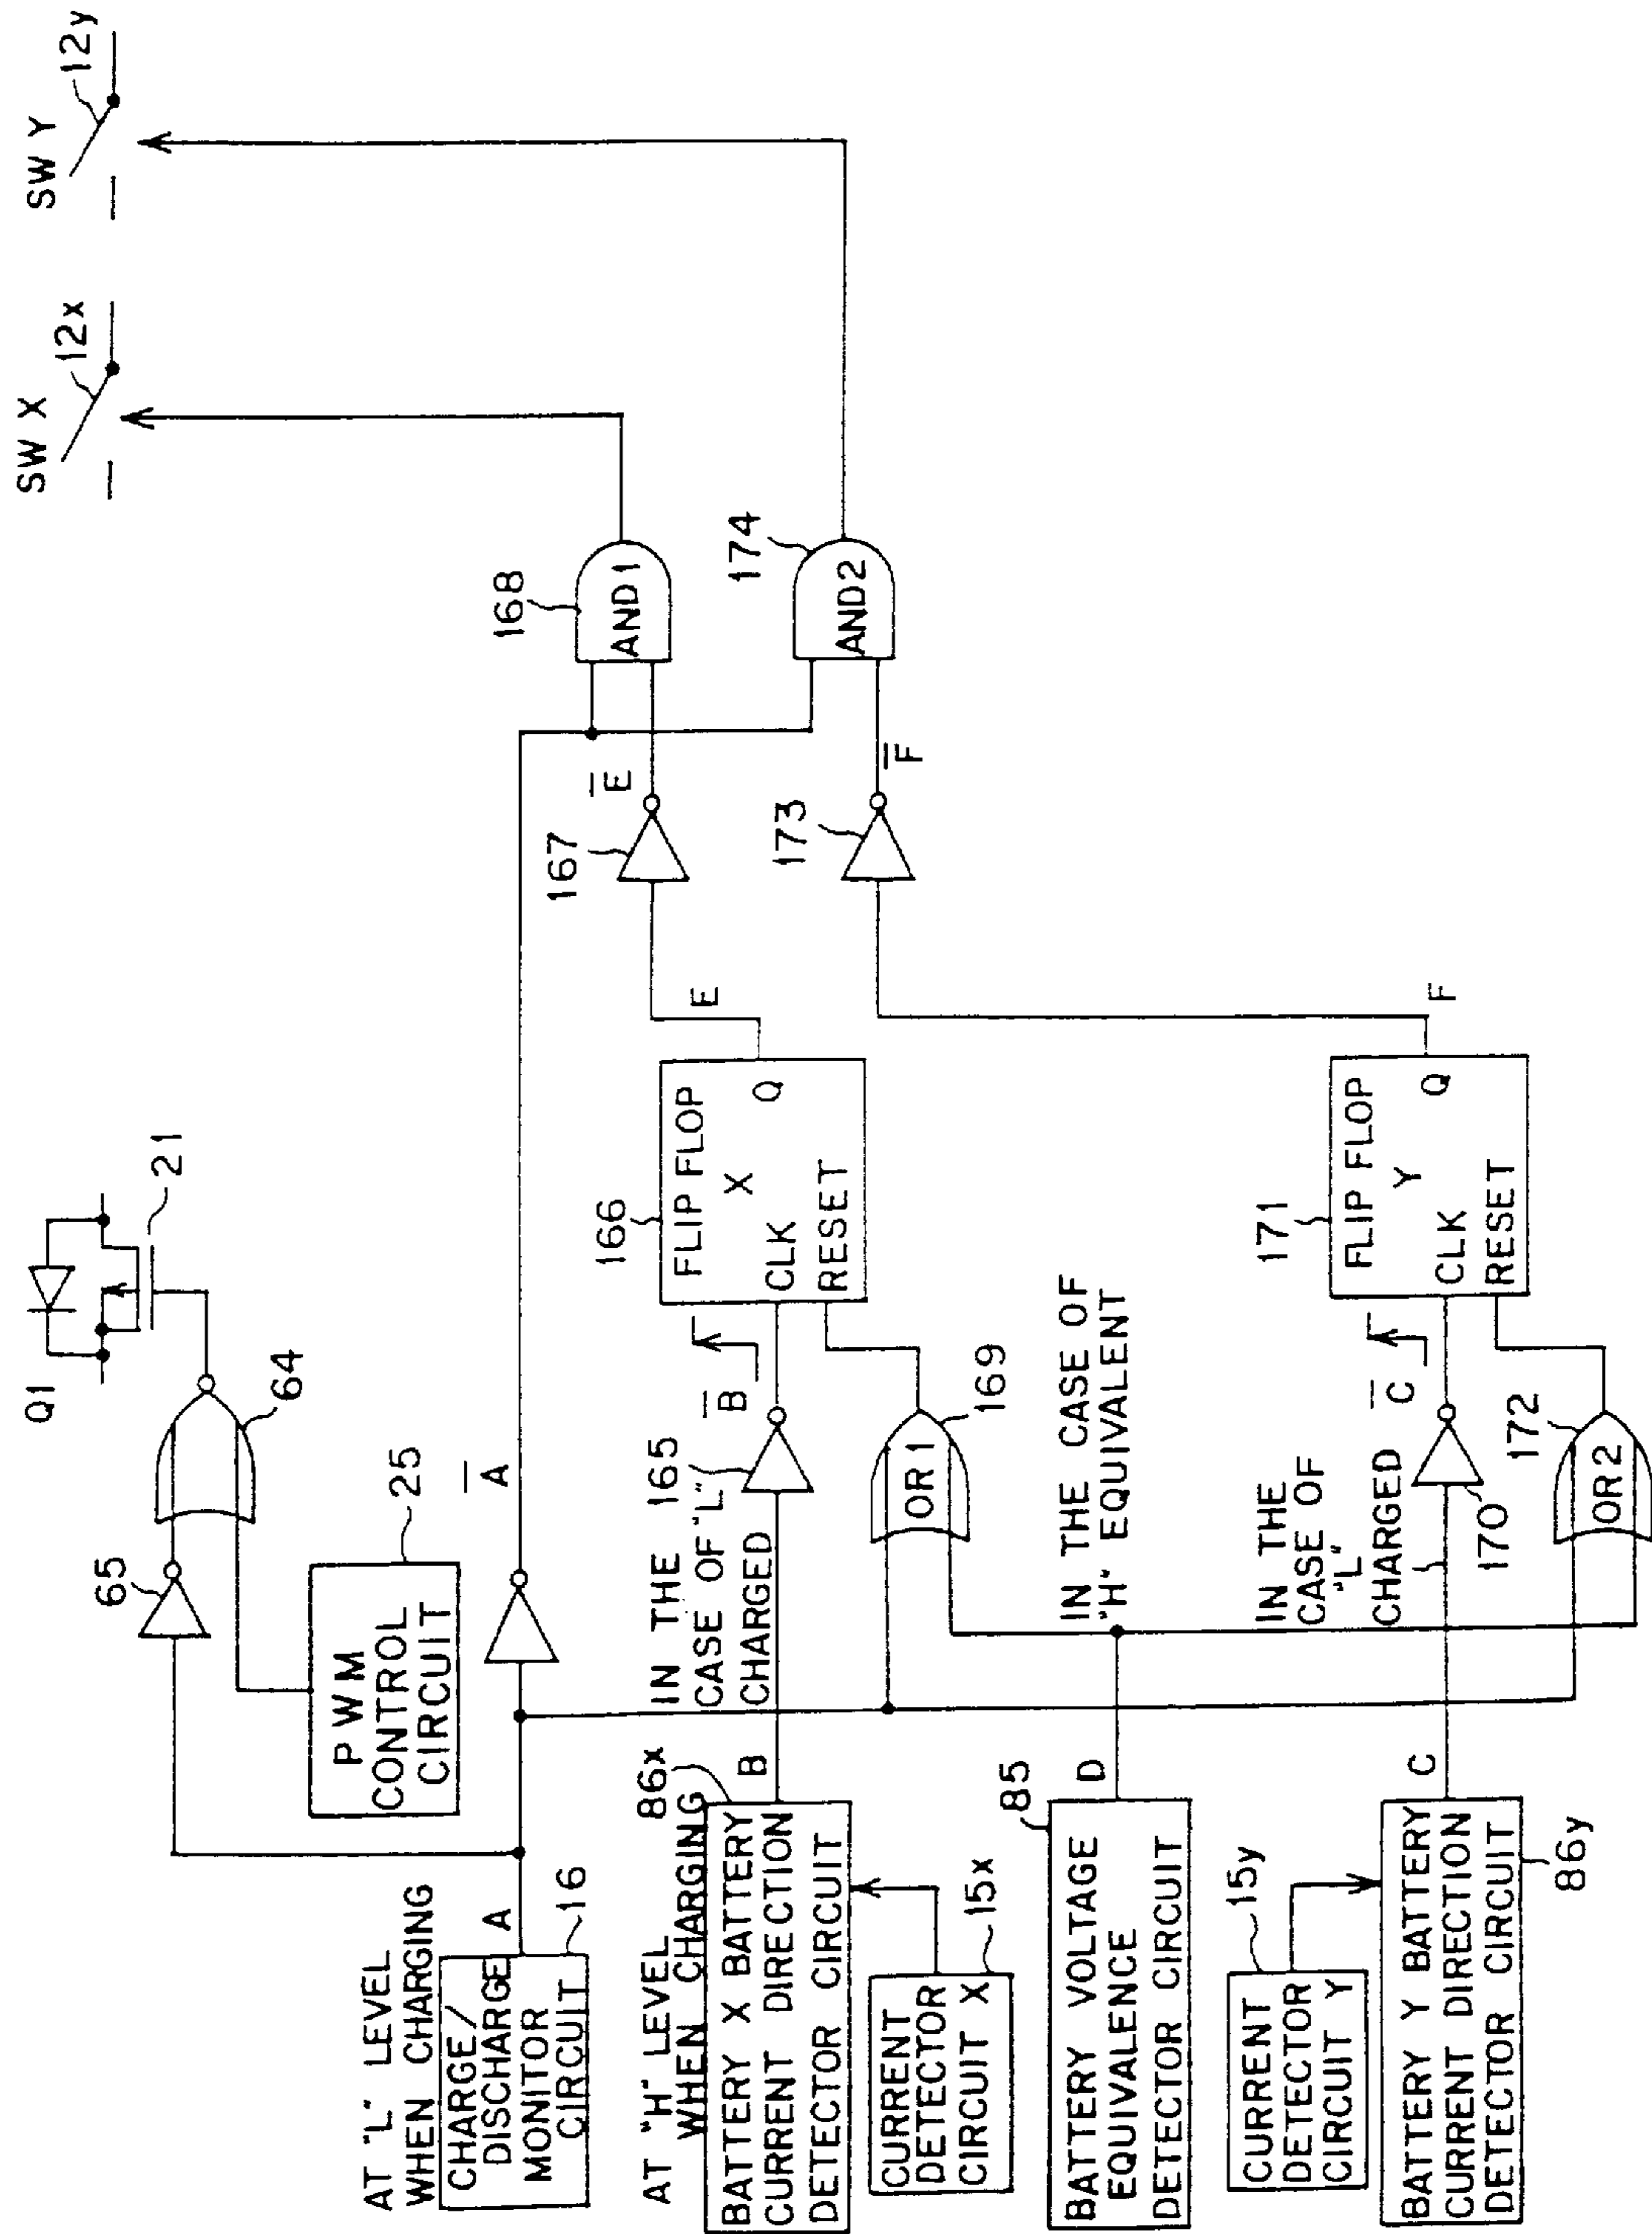 Q1
21
64
65
PWM
CONTROL
CIRCUIT
25
AT "L" LEVEL
WHEN CHARGING
CHARGE/
DISCHARGE
MONITOR
CIRCUIT
16
A
A
SW X
12x
SW Y
12y
AT "H" LEVEL
WHEN CHARGING
86x
BATTERY X BATTERY
CURRENT DIRECTION
DETECTOR CIRCUIT
B
IN THE
CASE OF "L"
CHARGED
165
B
166
FLIP FLOP
X
CLK
Q
RESET
E
167
E
168
AND1
CURRENT
DETECTOR
CIRCUIT X
15x
OR1
169
174
AND2
173
F
85
BATTERY VOLTAGE
EQUIVALENCE
DETECTOR CIRCUIT
D
IN THE CASE OF
"H" EQUIVALENT
15y
CURRENT
DETECTOR
CIRCUIT Y
BATTERY Y BATTERY
CURRENT DIRECTION
DETECTOR CIRCUIT
86y
C
IN THE
CASE OF
"L"
CHARGED
170
C
171
FLIP FLOP
Y
CLK
Q
RESET
F
172
OR2